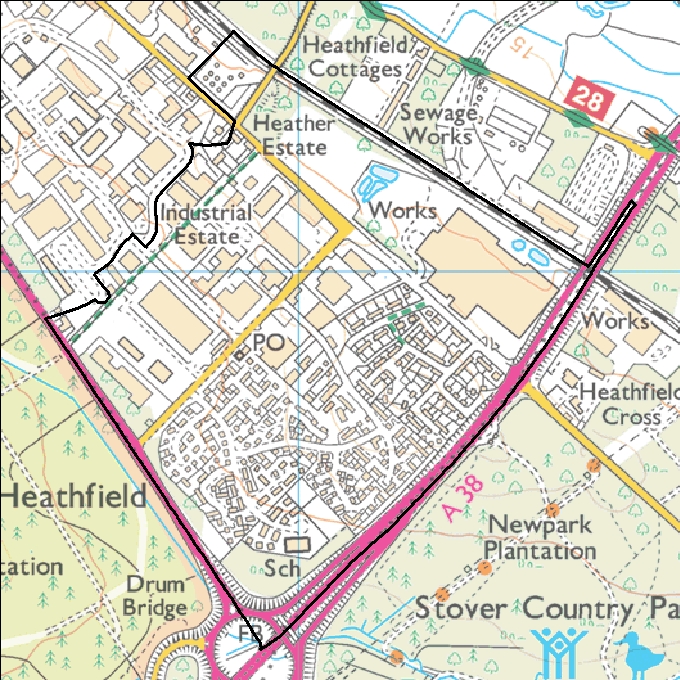 Heathfield
Cottages
15
28
Sewage
Works
Heather
Estate
Industrial
Estate
Works
PO
Works
Heathfield
Cross
Heathfield
A 38
Newpark
Plantation
Sch
tation
Drum
Bridge
Stover Country Pa
FB